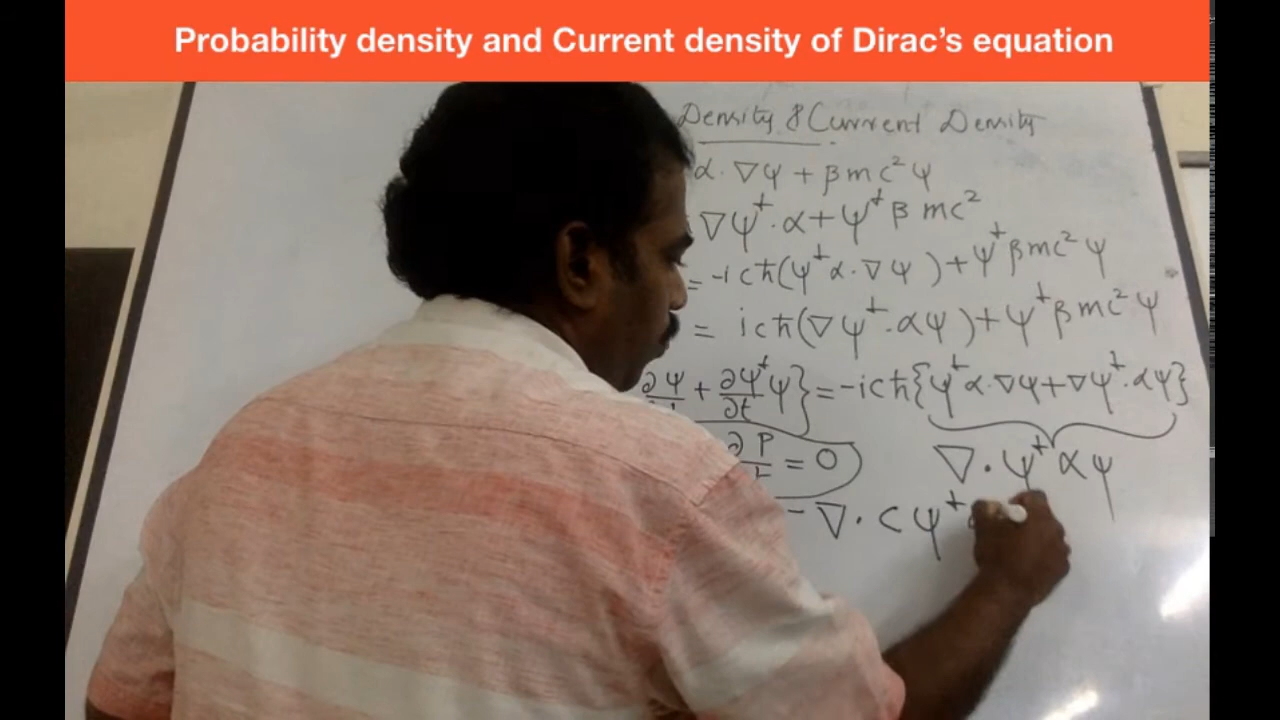 Probability density and Current density of Dirac's equation
Density & Current Density
α · ∇ψ + βmc²ψ
∇ψ† · α + ψ†β mc²
= -icħ(ψ†α · ∇ψ) + ψ†βmc²ψ
= icħ(∇ψ† · αψ) + ψ†βmc²ψ
∂ψ + ∂ψ†/∂t ψ} = -icħ{ψ†α · ∇ψ + ∇ψ† · αψ}
∂P = 0 ∇ · ψ†αψ
- ∇ · cψ†